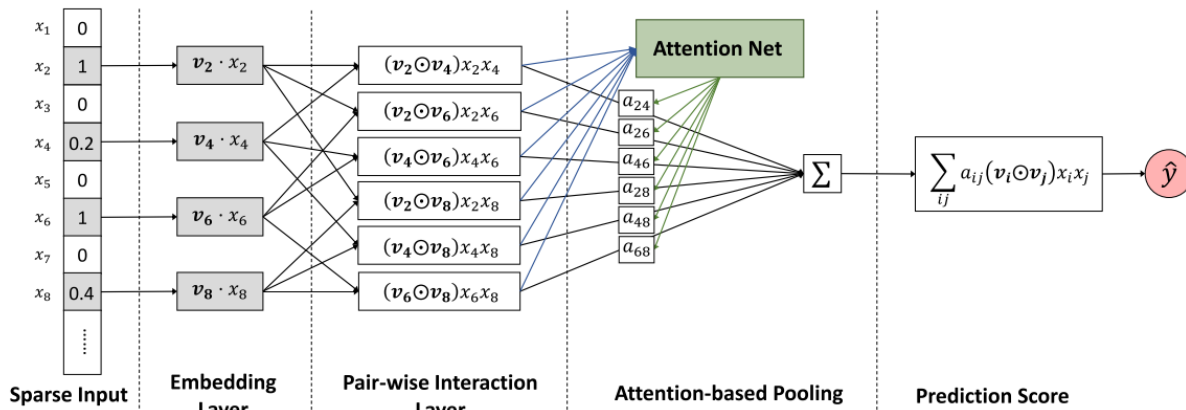 x₁ 0
x₂ 1
x₃ 0
x₄ 0.2
x₅ 0
x₆ 1
x₇ 0
x₈ 0.4
......
Sparse Input
v₂ · x₂
v₄ · x₄
v₆ · x₆
v₈ · x₈
Embedding
Layer
(v₂⊙v₄)x₂x₄
(v₂⊙v₆)x₂x₆
(v₄⊙v₆)x₄x₆
(v₂⊙v₈)x₂x₈
(v₄⊙v₈)x₄x₈
(v₆⊙v₈)x₆x₈
Pair-wise Interaction
Layer
Attention Net
a₂₄
a₂₆
a₄₆
a₂₈
a₄₈
a₆₈
∑
Attention-based Pooling
∑ᵢⱼ aᵢⱼ(vᵢ⊙vⱼ)xᵢxⱼ
ŷ
Prediction Score